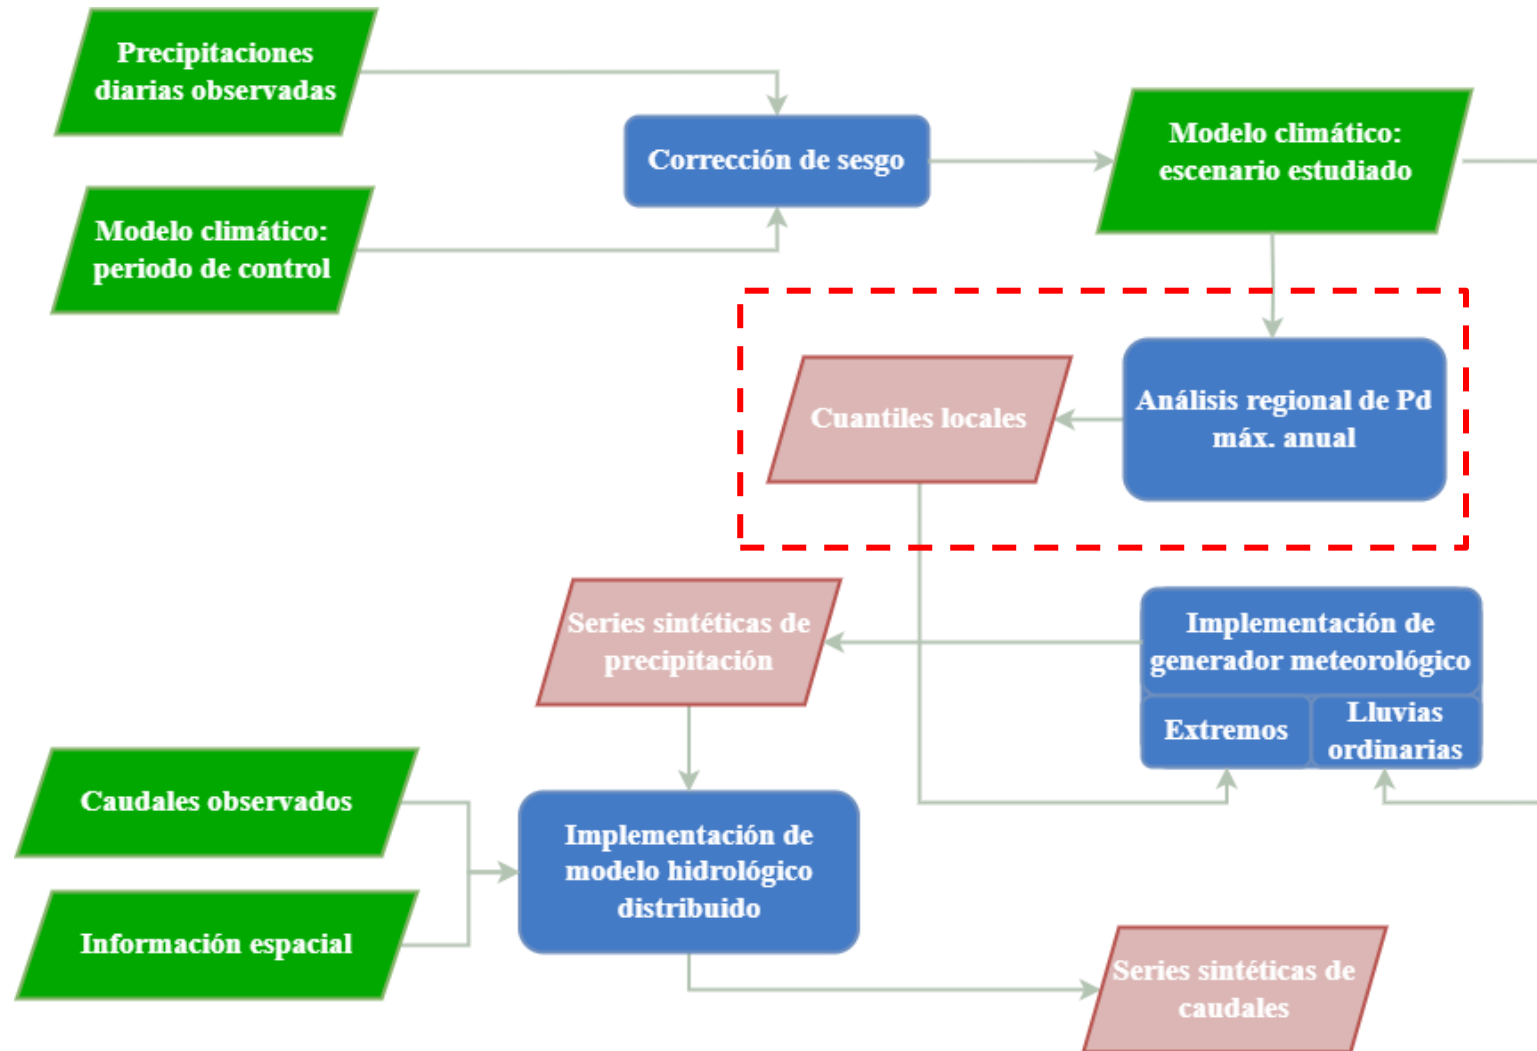 Precipitaciones
diarias observadas
Modelo climático:
periodo de control
Corrección de sesgo
Modelo climático:
escenario estudiado
Análisis regional de Pd
máx. anual
Cuantiles locales
Implementación de
generador meteorológico
Extremos
Lluvias
ordinarias
Series sintéticas de
precipitación
Caudales observados
Información espacial
Implementación de
modelo hidrológico
distribuido
Series sintéticas de
caudales